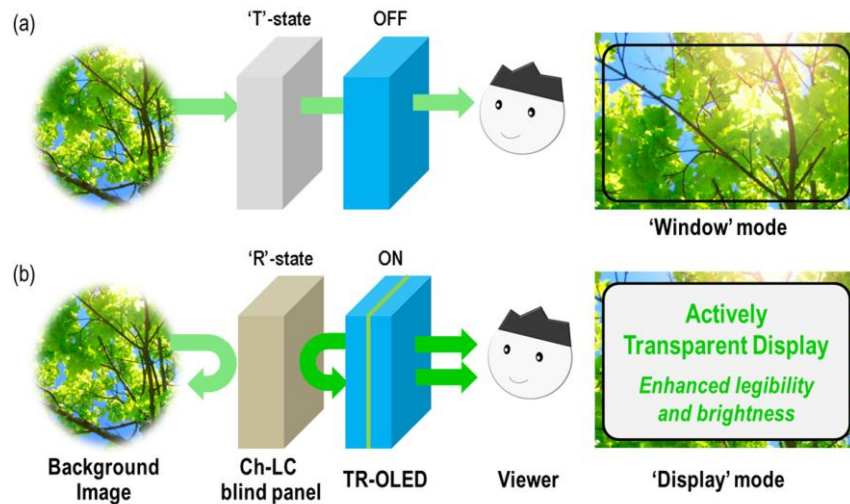 (a)
'T'-state
OFF
'Window' mode
(b)
'R'-state
ON
Actively
Transparent Display
Enhanced legibility
and brightness
Background
Image
Ch-LC
blind panel
TR-OLED
Viewer
'Display' mode